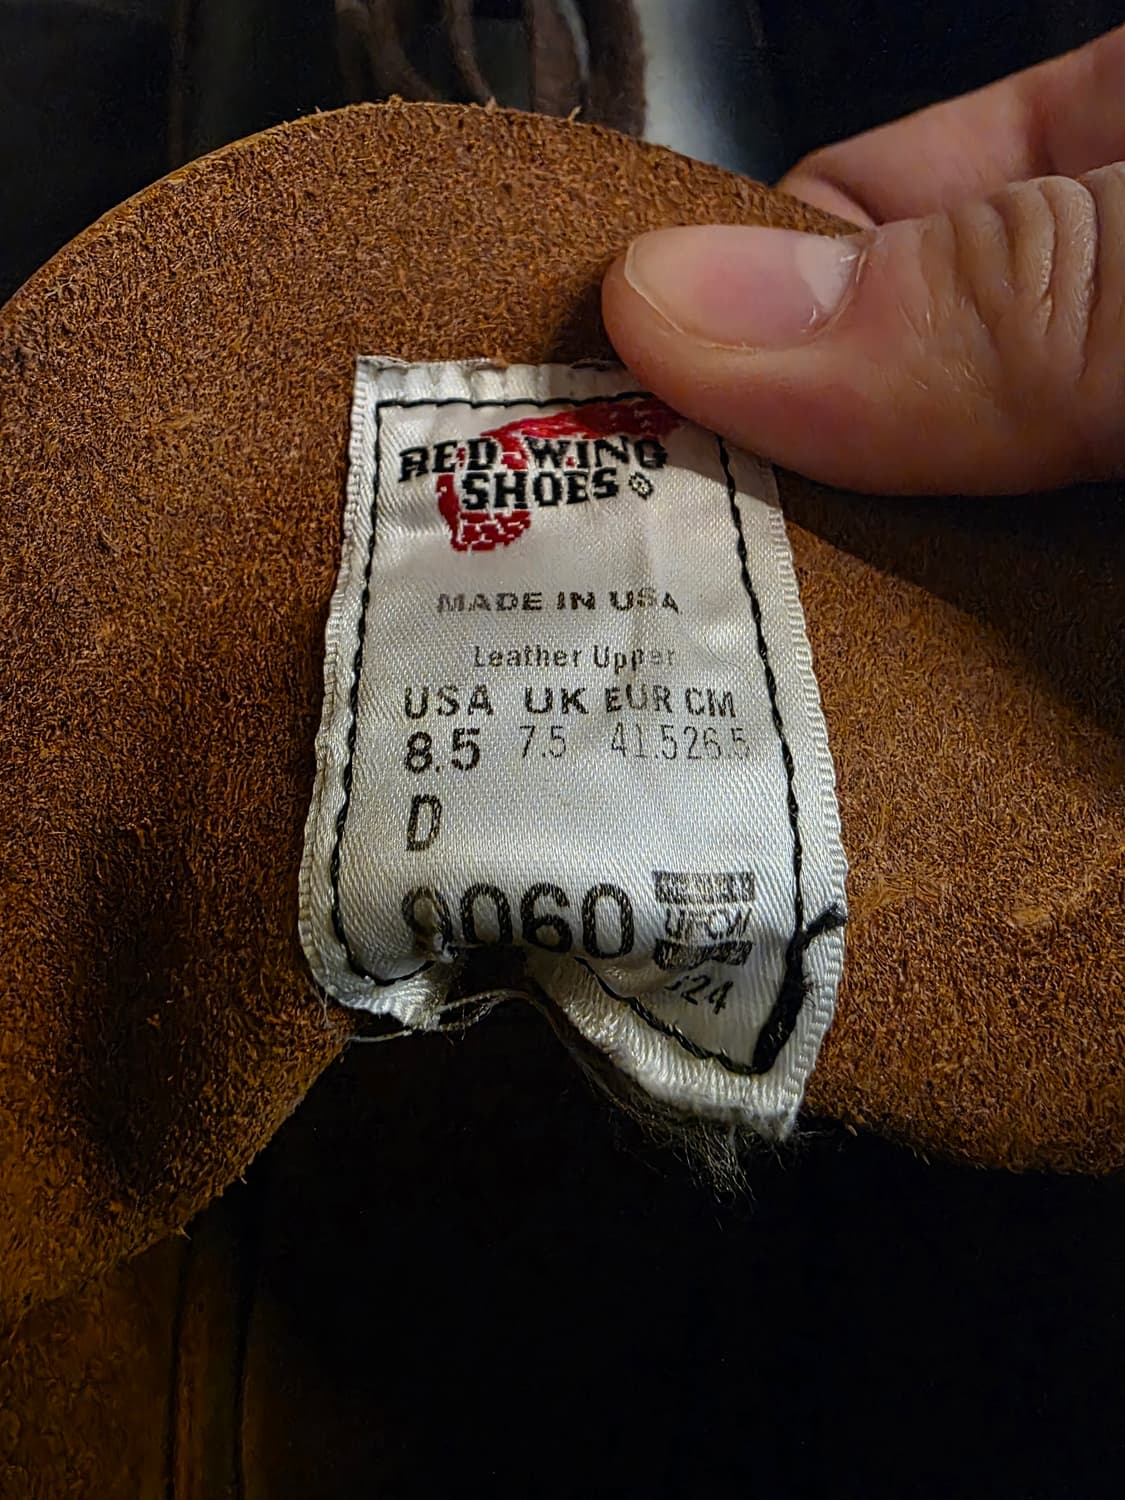 RED WING
SHOES
MADE IN USA
Leather Upper
USA UK EUR CM
8.5 7.5 41.5 26.5
D
9060
24